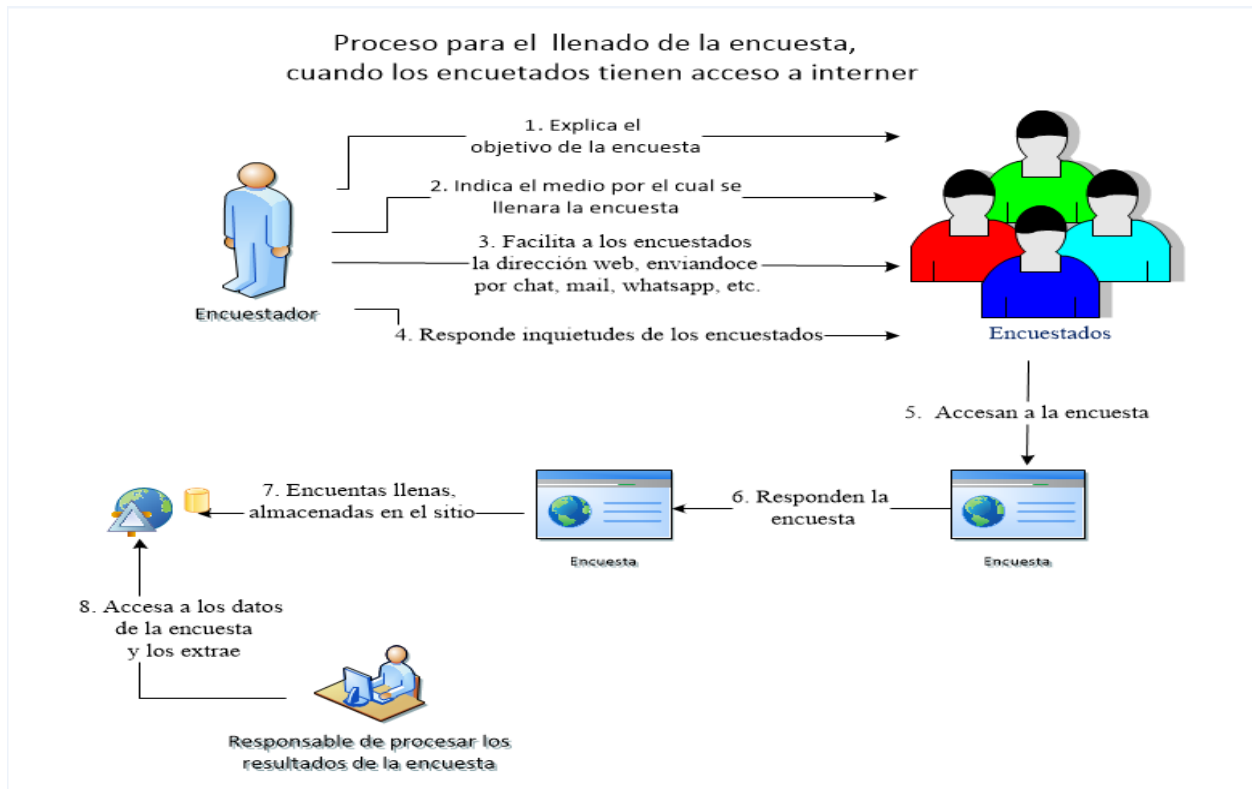 Proceso para el llenado de la encuesta,
cuando los encuetados tienen acceso a interner
1. Explica el
objetivo de la encuesta
2. Indica el medio por el cual se
llenara la encuesta
3. Facilita a los encuestados
la dirección web, enviandoce
por chat, mail, whatsapp, etc.
4. Responde inquietudes de los encuestados
Encuestador
Encuestados
5. Accesan a la encuesta
6. Responden la
encuesta
Encuesta
7. Encuentas llenas,
almacenadas en el sitio
Encuesta
8. Accesa a los datos
de la encuesta
y los extrae
Responsable de procesar los
resultados de la encuesta